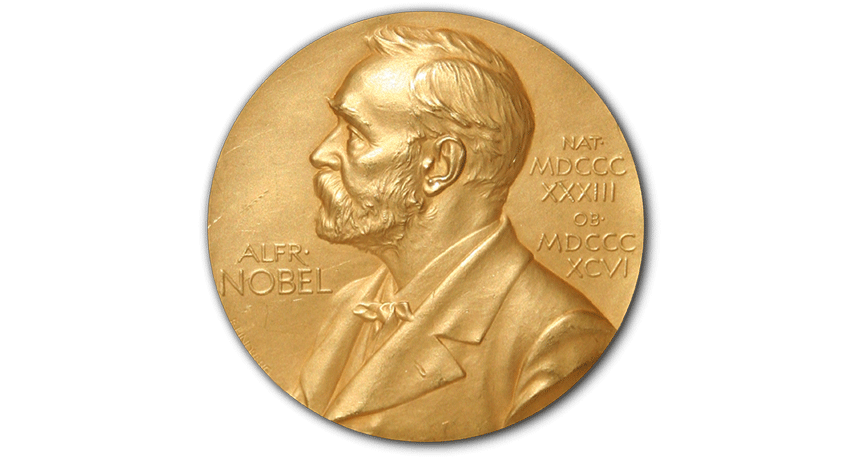 ALFR·
NOBEL
NAT·
MDCCC
XXXIII
OB·
MDCCC
XCVI